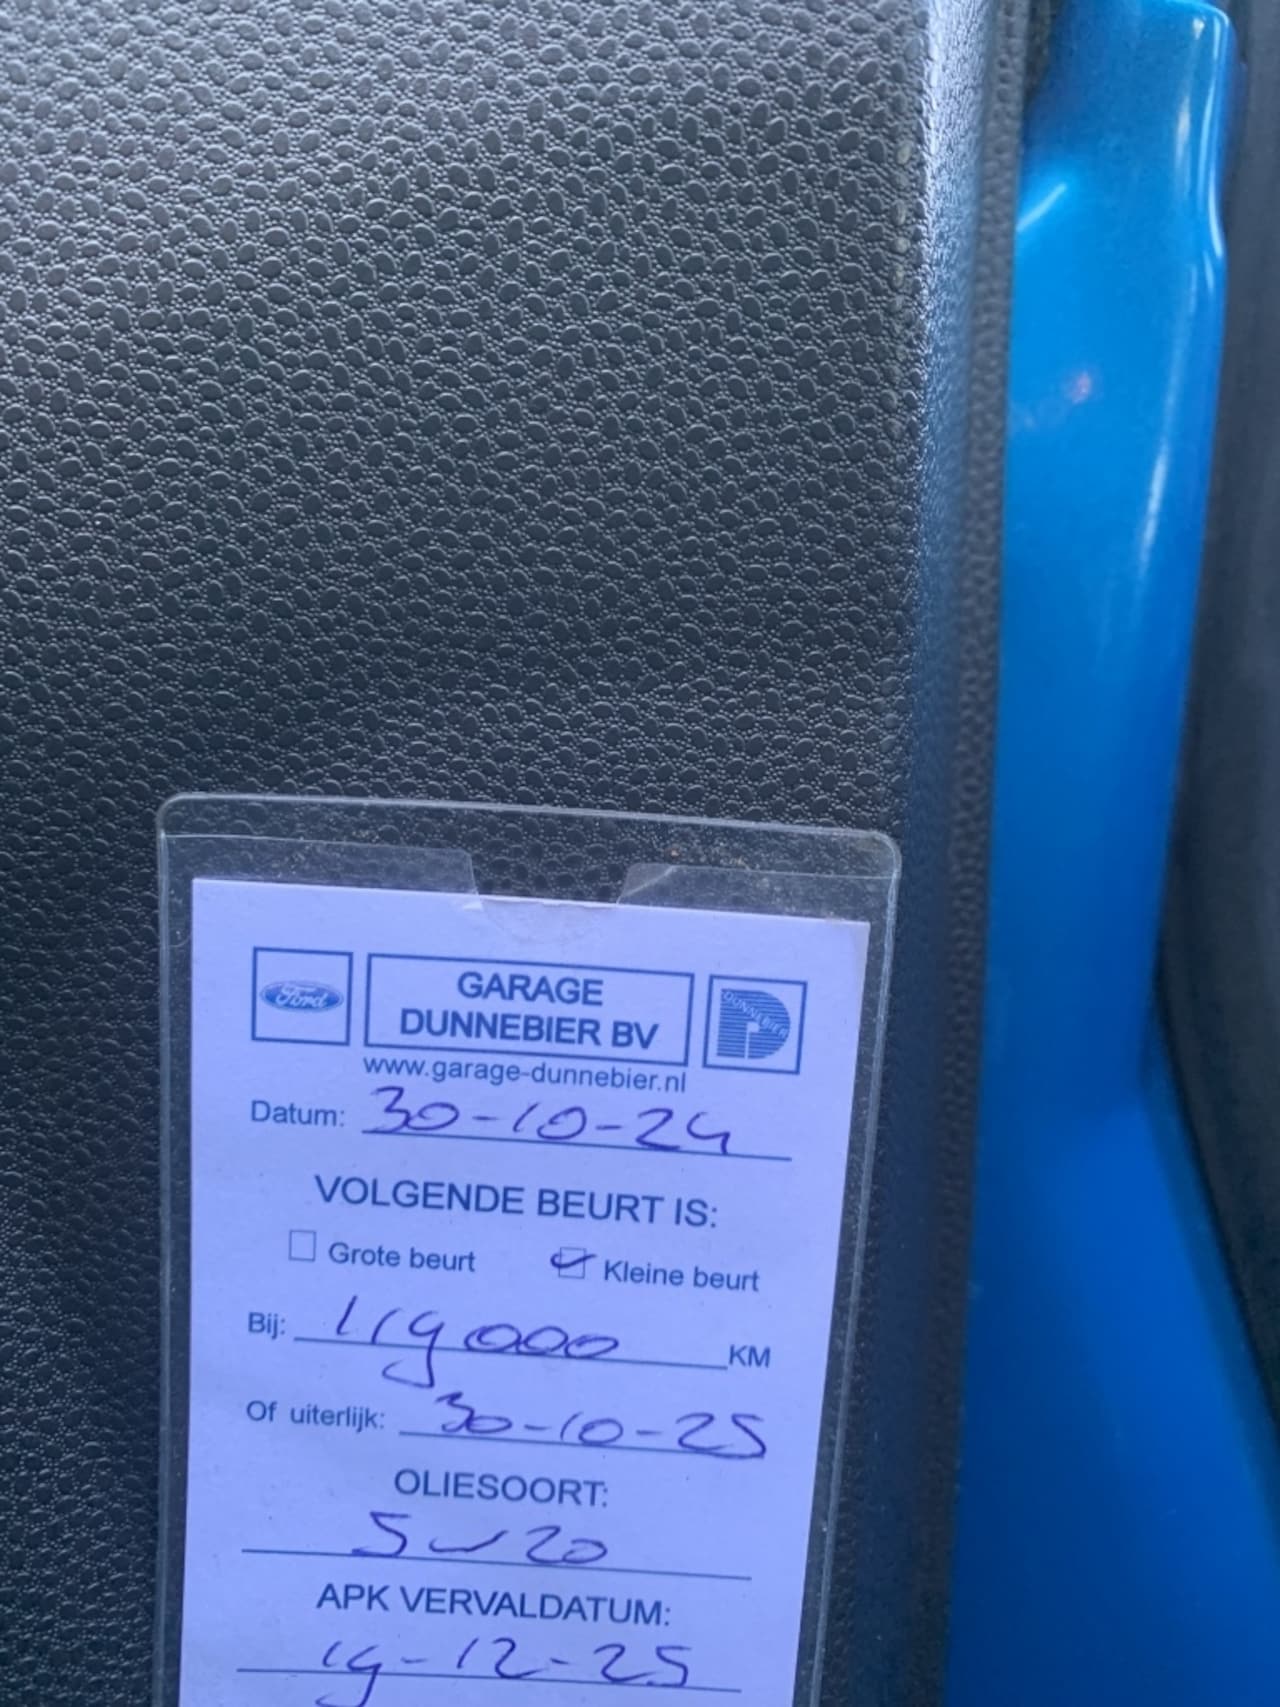 Ford
GARAGE
DUNNEBIER BV
DUNNEBIER
www.garage-dunnebier.nl
Datum: 30-10-24
VOLGENDE BEURT IS:
Grote beurt Kleine beurt
Bij: 119000 KM
Of uiterlijk: 30-10-25
OLIESOORT:
5w20
APK VERVALDATUM:
19-12-25